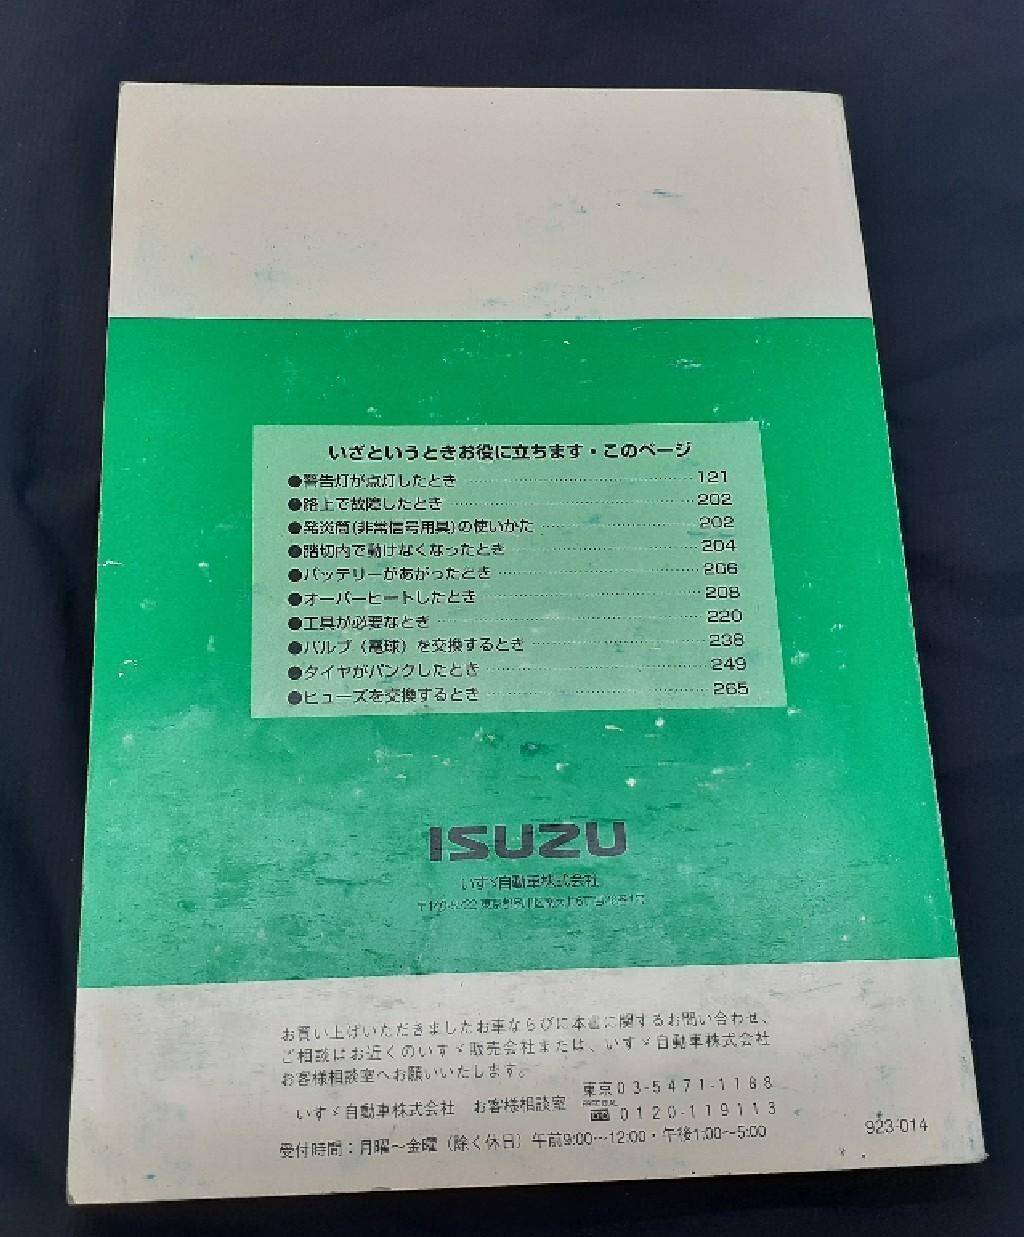 いざというときお役に立ちます・このページ
●警告灯が点灯したとき 121
●路上で故障したとき 202
●発炎筒(非常信号用具)の使いかた 202
●踏切内で動けなくなったとき 204
●バッテリーがあがったとき 206
●オーバーヒートしたとき 208
●工具が必要なとき 220
●バルブ（電球）を交換するとき 238
●タイヤがパンクしたとき 249
●ヒューズを交換するとき 265
ISUZU
いすゞ自動車株式会社
東京都品川区南大井6丁目
お買い上げいただきましたお車ならびに本書に関するお問い合わせ、
ご相談はお近くのいすゞ販売会社または、いすゞ自動車株式会社
お客様相談室へお願いいたします。
いすゞ自動車株式会社 お客様相談室 東京03-5471-1188
0120-119113
受付時間：月曜～金曜（除く休日）午前9:00～12:00・午後1:00～5:00
923-014